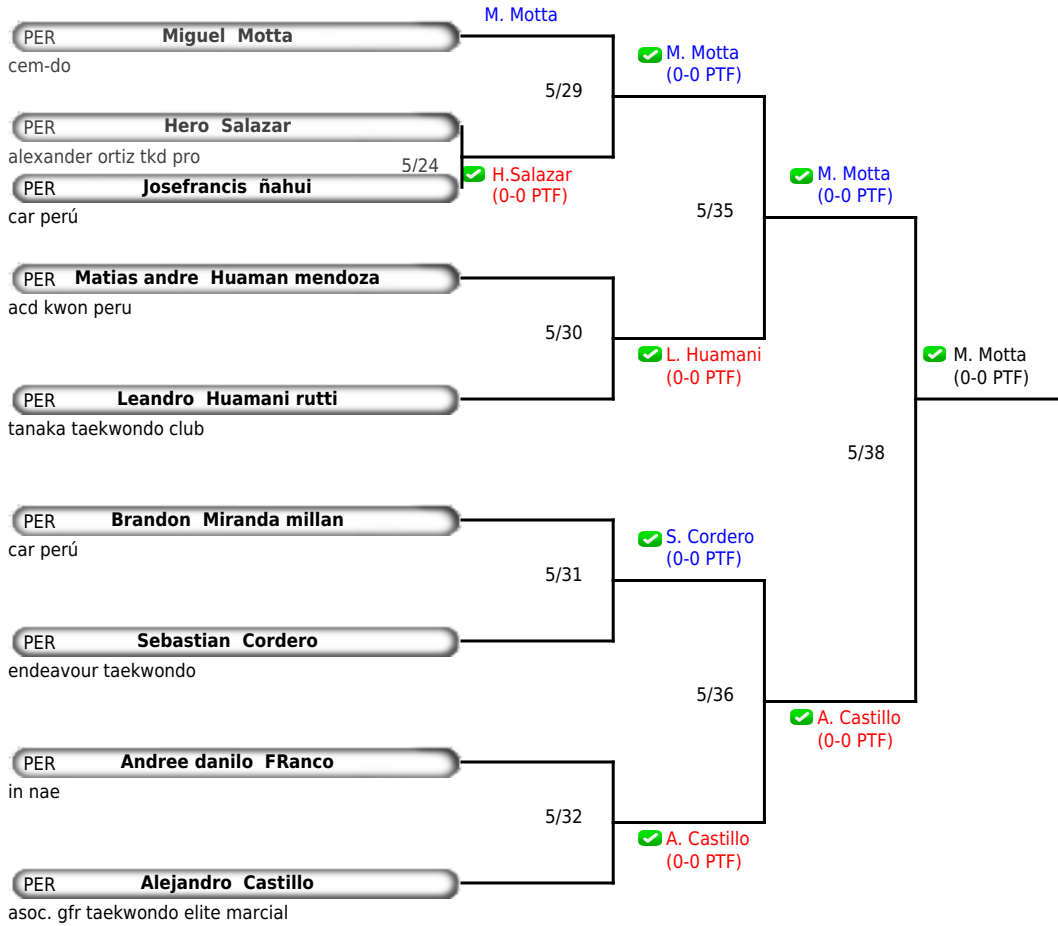 M. Motta
PER Miguel Motta
cem-do
M. Motta
(0-0 PTF)
5/29
PER Hero Salazar
alexander ortiz tkd pro
5/24
H.Salazar
(0-0 PTF)
PER Josefrancis ñahui
car perú
M. Motta
(0-0 PTF)
5/35
PER Matias andre Huaman mendoza
acd kwon peru
5/30
L. Huamani
(0-0 PTF)
M. Motta
(0-0 PTF)
PER Leandro Huamani rutti
tanaka taekwondo club
5/38
PER Brandon Miranda millan
car perú
S. Cordero
(0-0 PTF)
5/31
PER Sebastian Cordero
endeavour taekwondo
5/36
A. Castillo
(0-0 PTF)
PER Andree danilo FRanco
in nae
5/32
A. Castillo
(0-0 PTF)
PER Alejandro Castillo
asoc. gfr taekwondo elite marcial